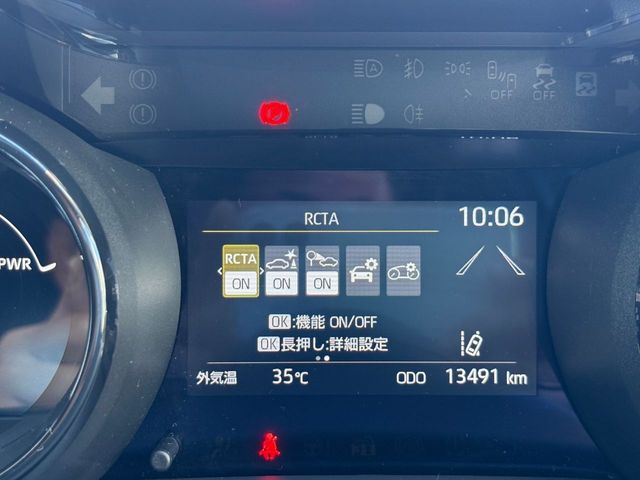 OFF OFF
RCTA 10:06
PWR
RCTA
ON ON ON
OK:機能 ON/OFF
OK長押し:詳細設定
外気温 35℃ ODO 13491 km